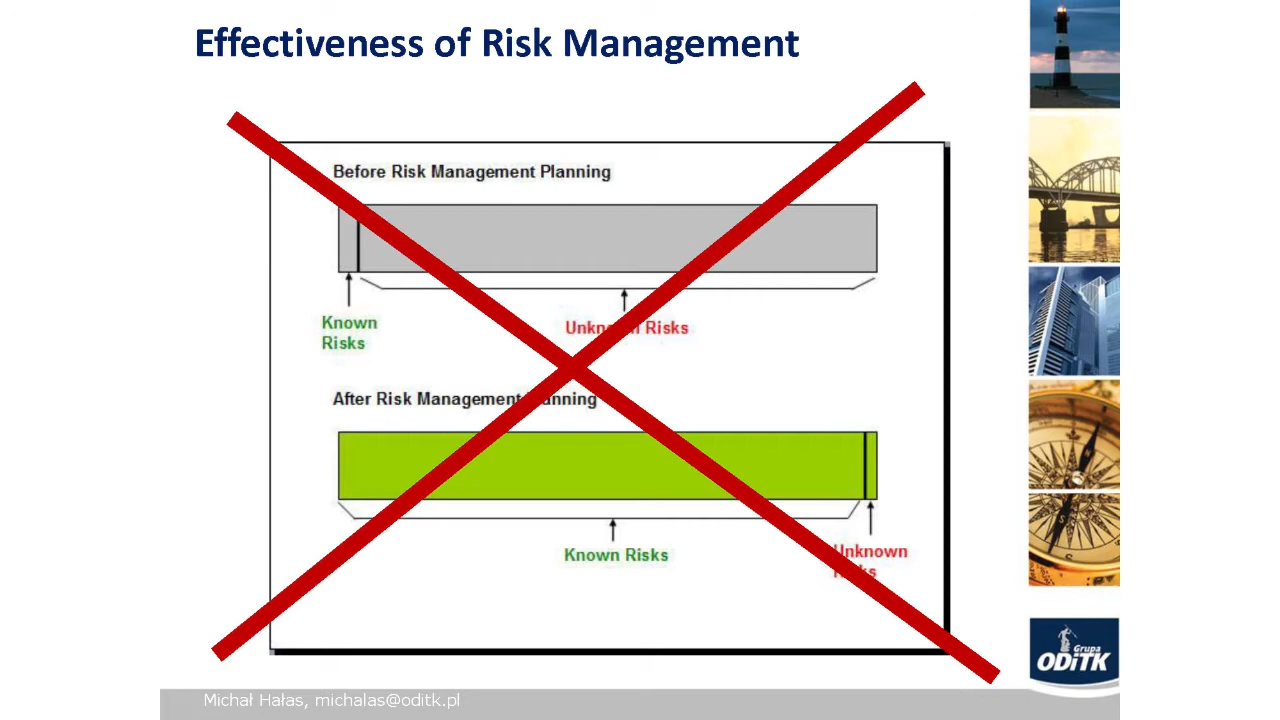 Effectiveness of Risk Management
Before Risk Management Planning
Known
Risks
Unknown Risks
After Risk Management Planning
Known Risks
Unknown
Risks
Grupa
ODiTK
Michał Hałas, michalas@oditk.pl